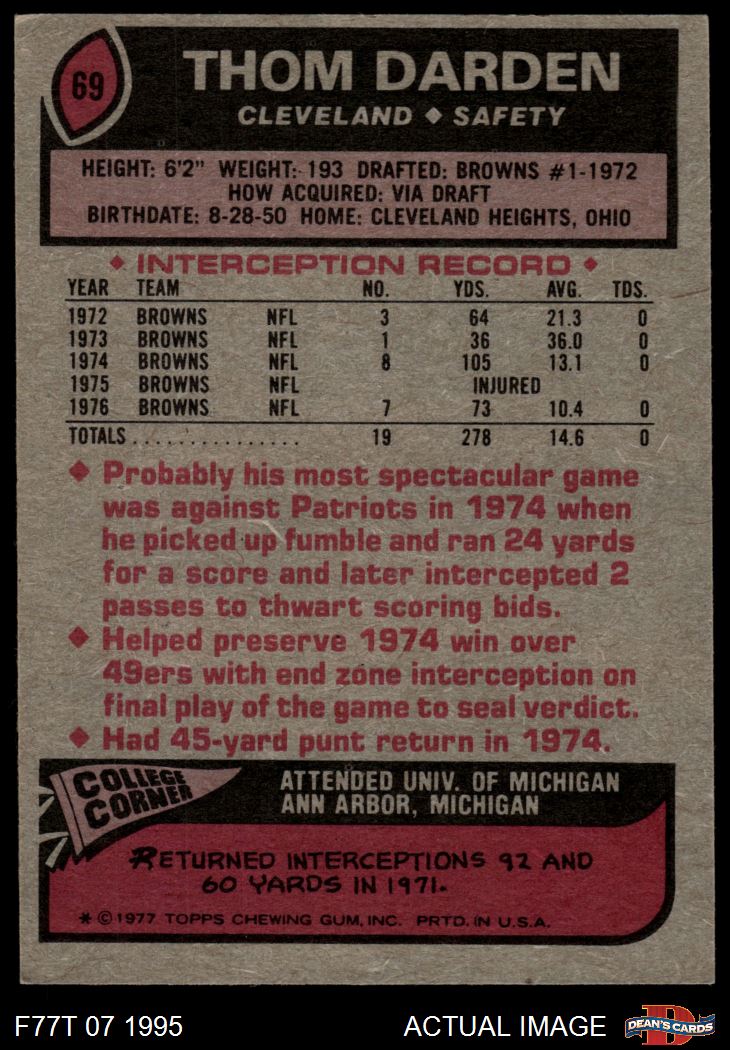 69
THOM DARDEN
CLEVELAND ◆ SAFETY
HEIGHT: 6'2" WEIGHT: 193 DRAFTED: BROWNS #1-1972
HOW ACQUIRED: VIA DRAFT
BIRTHDATE: 8-28-50 HOME: CLEVELAND HEIGHTS, OHIO
◆ INTERCEPTION RECORD ◆
YEAR TEAM NO. YDS. AVG. TDS.
1972 BROWNS NFL 3 64 21.3 0
1973 BROWNS NFL 1 36 36.0 0
1974 BROWNS NFL 8 105 13.1 0
1975 BROWNS NFL INJURED
1976 BROWNS NFL 7 73 10.4 0
TOTALS............... 19 278 14.6 0
◆ Probably his most spectacular game
was against Patriots in 1974 when
he picked up fumble and ran 24 yards
for a score and later intercepted 2
passes to thwart scoring bids.
◆ Helped preserve 1974 win over
49ers with end zone interception on
final play of the game to seal verdict.
◆ Had 45-yard punt return in 1974.
COLLEGE
CORNER
ATTENDED UNIV. OF MICHIGAN
ANN ARBOR, MICHIGAN
RETURNED INTERCEPTIONS 92 AND
60 YARDS IN 1971.
* ©1977 TOPPS CHEWING GUM, INC. PRTD. IN U.S.A.
F77T 07 1995
ACTUAL IMAGE
D
DEAN'S CARDS